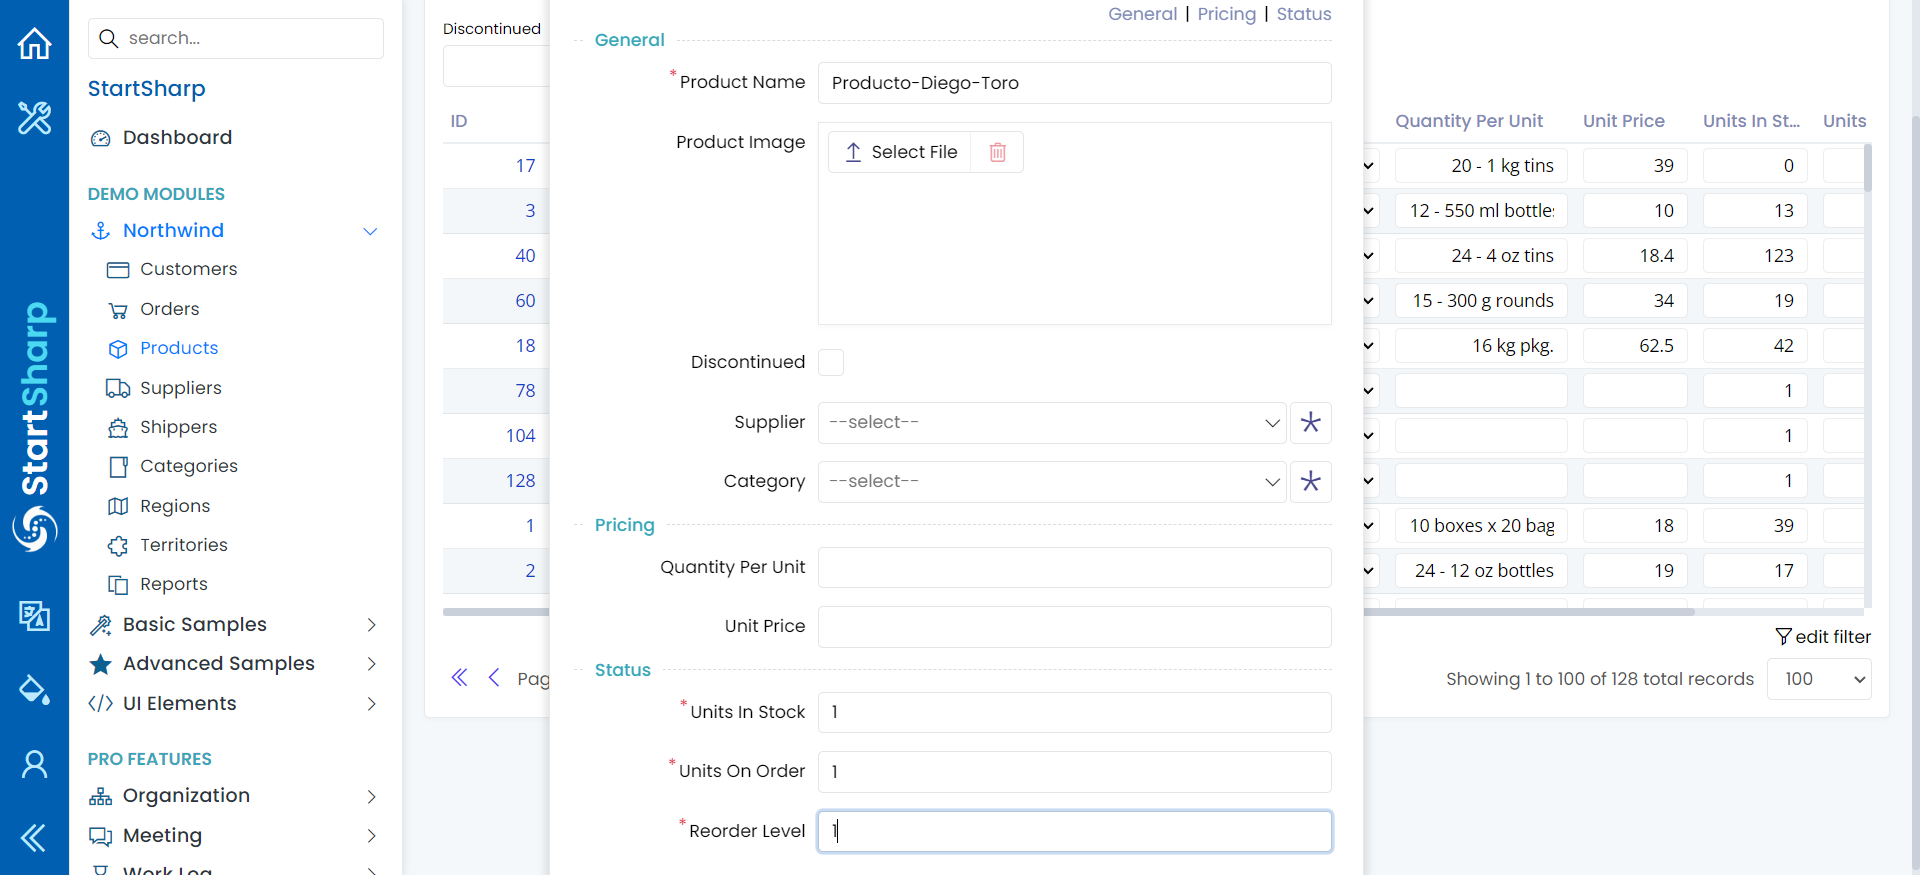 StartSharp
search...
StartSharp
Dashboard
DEMO MODULES
Northwind
Customers
Orders
Products
Suppliers
Shippers
Categories
Regions
Territories
Reports
Basic Samples
Advanced Samples
UI Elements
PRO FEATURES
Organization
Meeting
Work Log
Discontinued
ID
17
3
40
60
18
78
104
128
1
2
Pag
General | Pricing | Status
General
*Product Name Producto-Diego-Toro
Product Image Select File
Discontinued
Supplier --select--
Category --select--
Pricing
Quantity Per Unit
Unit Price
Status
*Units In Stock 1
*Units On Order 1
*Reorder Level 1
Quantity Per Unit Unit Price Units In St... Units
20 - 1 kg tins 39 0
12 - 550 ml bottles 10 13
24 - 4 oz tins 18.4 123
15 - 300 g rounds 34 19
16 kg pkg. 62.5 42
1
1
1
10 boxes x 20 bag 18 39
24 - 12 oz bottles 19 17
edit filter
Showing 1 to 100 of 128 total records 100